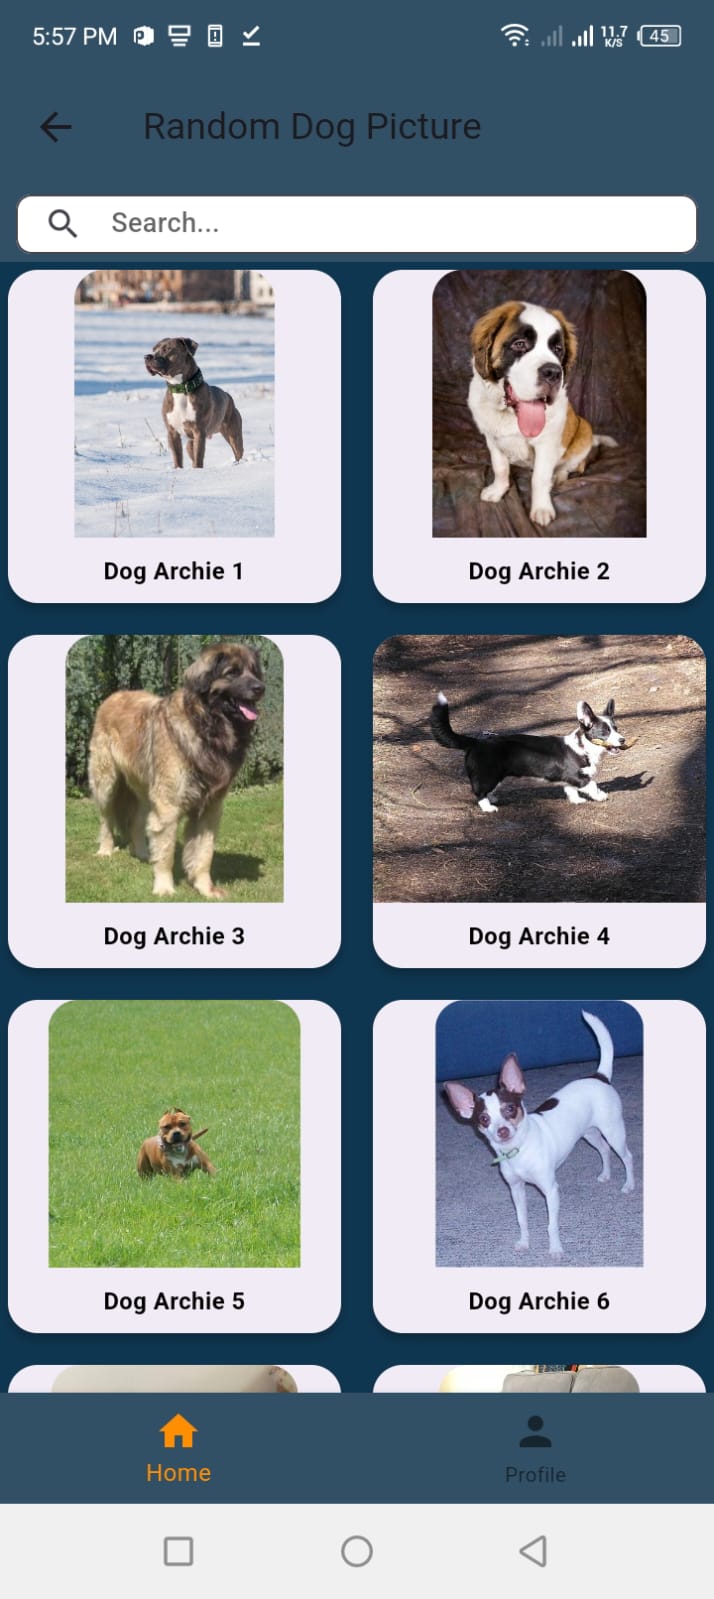 5:57 PM
11.7
K/S
45
Random Dog Picture
Search...
Dog Archie 1
Dog Archie 2
Dog Archie 3
Dog Archie 4
Dog Archie 5
Dog Archie 6
Home
Profile